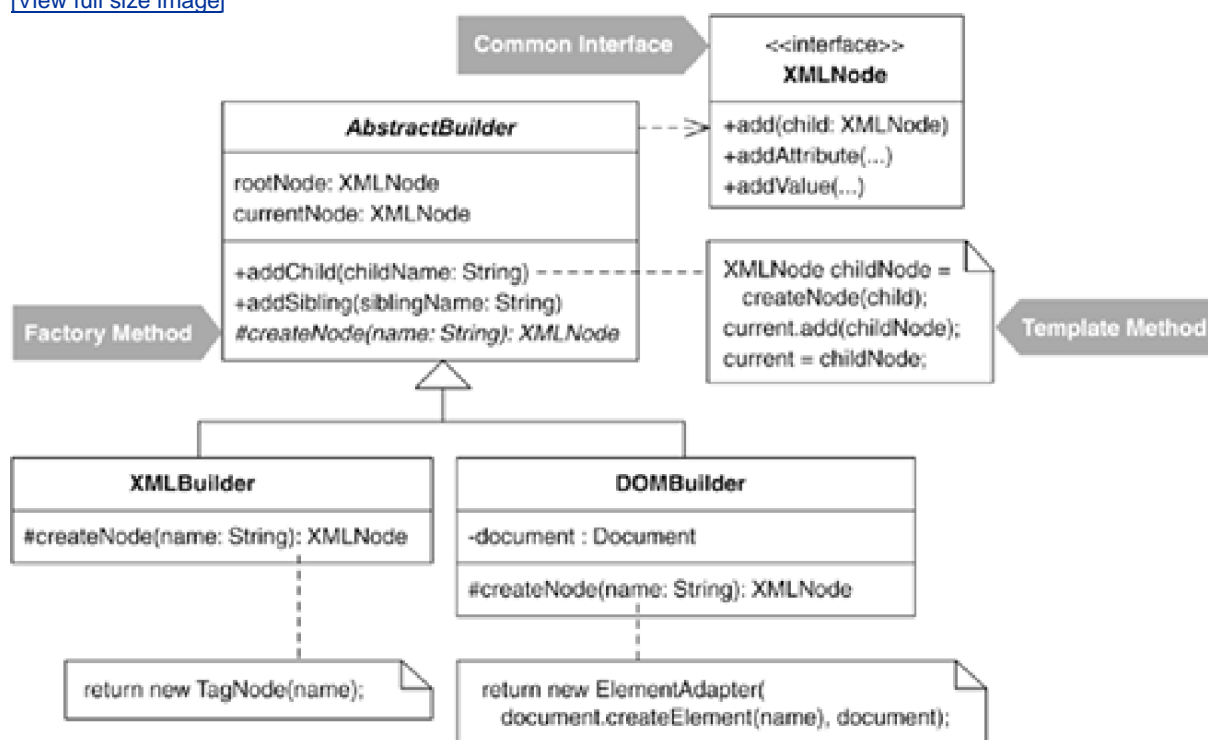 [View full size image]
Common Interface
<<interface>>
XMLNode
+add(child: XMLNode)
+addAttribute(...)
+addValue(...)
AbstractBuilder
rootNode: XMLNode
currentNode: XMLNode
+addChild(childName: String)
+addSibling(siblingName: String)
#createNode(name: String): XMLNode
Factory Method
XMLNode childNode =
createNode(child);
current.add(childNode);
current = childNode;
Template Method
XMLBuilder
#createNode(name: String): XMLNode
return new TagNode(name);
DOMBuilder
-document : Document
#createNode(name: String): XMLNode
return new ElementAdapter(
document.createElement(name), document);